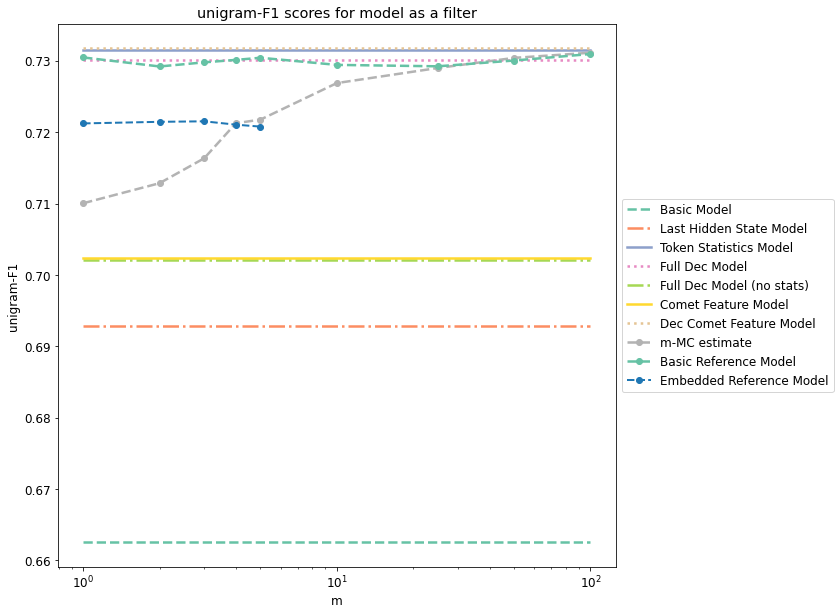 unigram-F1 scores for model as a filter
unigram-F1
0.73
0.72
0.71
0.70
0.69
0.68
0.67
0.66
10⁰
10¹
10²
m
Basic Model
Last Hidden State Model
Token Statistics Model
Full Dec Model
Full Dec Model (no stats)
Comet Feature Model
Dec Comet Feature Model
m-MC estimate
Basic Reference Model
Embedded Reference Model